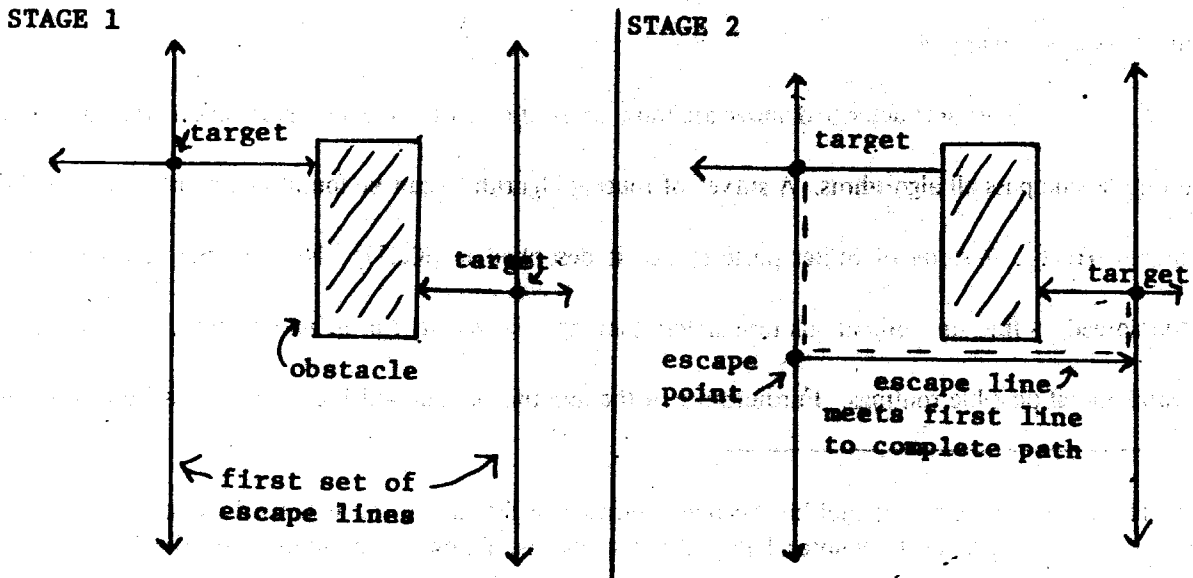 STAGE 1
target
target
obstacle
first set of
escape lines
STAGE 2
target
target
escape
point
escape line
meets first line
to complete path